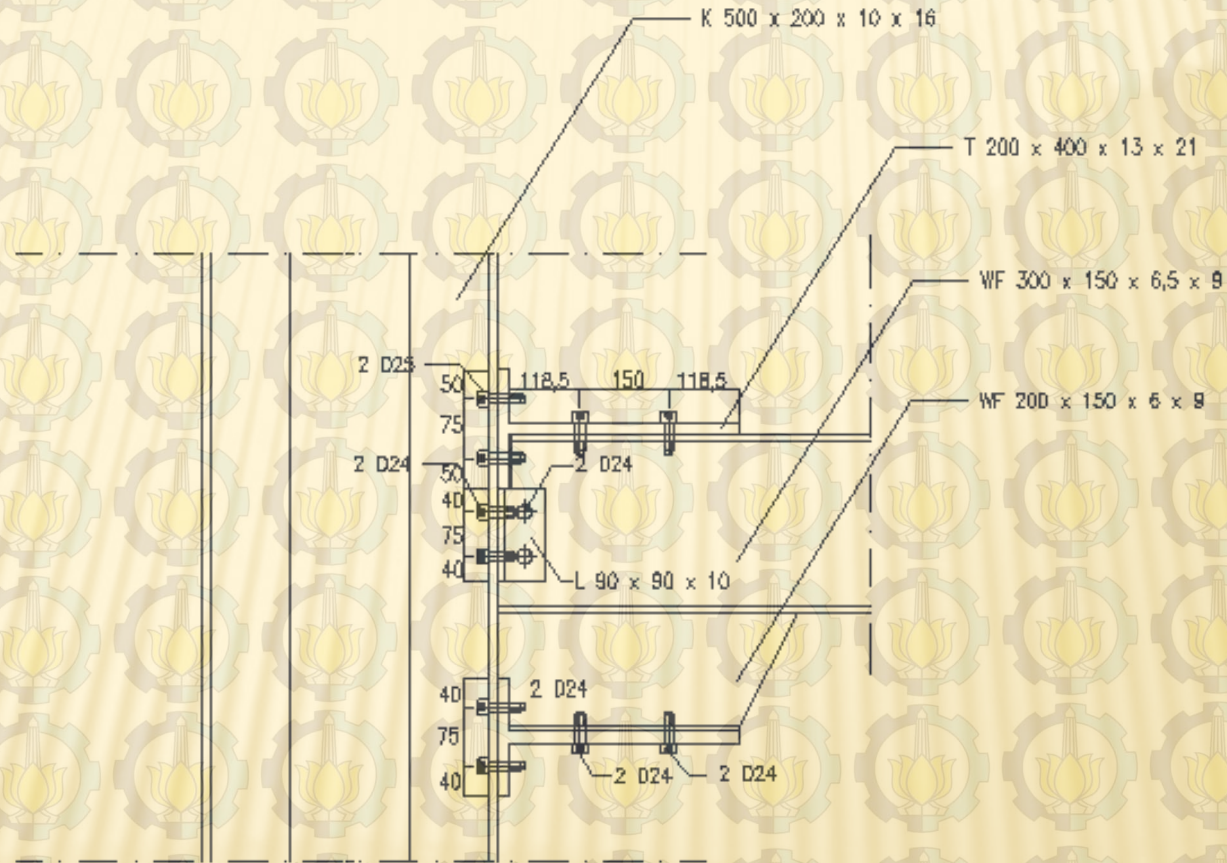 K 500 x 200 x 10 x 16
T 200 x 400 x 13 x 21
WF 300 x 150 x 6,5 x 9
2 D25
50
118,5 150 118,5
WF 200 x 150 x 6 x 9
75
2 D24
50
2 D24
40
75
40
L 90 x 90 x 10
40
2 D24
75
40
2 D24
2 D24